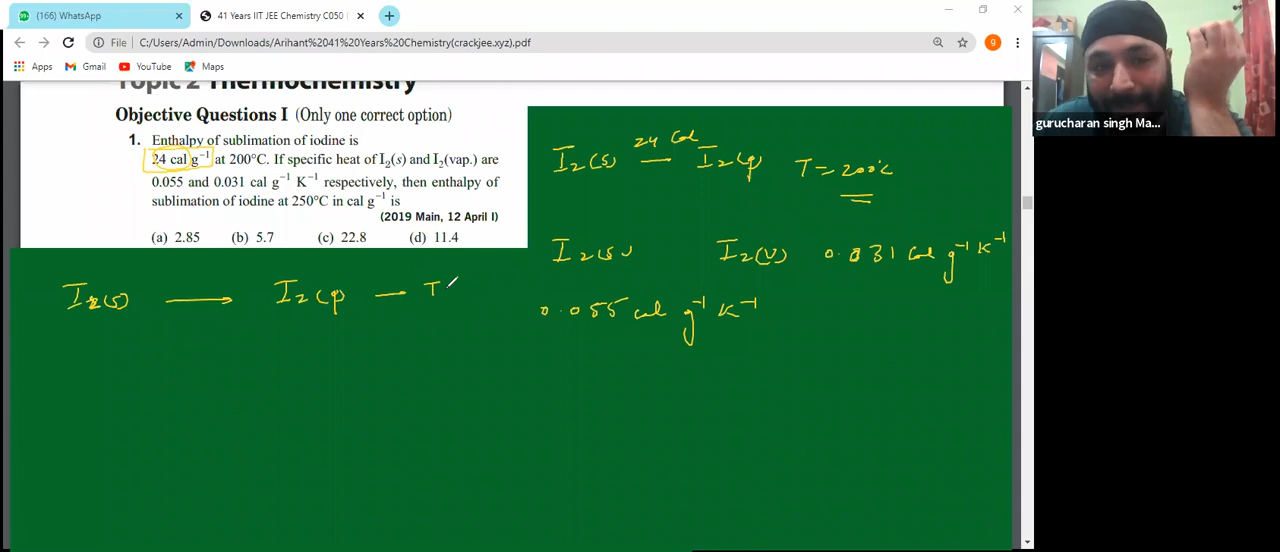 (166) WhatsApp
41 Years IIT JEE Chemistry C050
File C:/Users/Admin/Downloads/Arihant%2041%20Years%20Chemistry(crackjee.xyz).pdf
g
Apps Gmail YouTube Maps
Topic 2 Thermochemistry
Objective Questions I (Only one correct option)
1. Enthalpy of sublimation of iodine is
24 cal g⁻¹ at 200°C. If specific heat of I₂(s) and I₂(vap.) are
0.055 and 0.031 cal g⁻¹ K⁻¹ respectively, then enthalpy of
sublimation of iodine at 250°C in cal g⁻¹ is
(2019 Main, 12 April I)
(a) 2.85 (b) 5.7 (c) 22.8 (d) 11.4
24 Cal
I₂(s) → I₂(g) T = 200°C
I₂(s) I₂(v) 0.031 Cal g⁻¹ K⁻¹
0.055 cal g⁻¹ K⁻¹
I₂(s) → I₂(g) — T
gurucharan singh Ma...